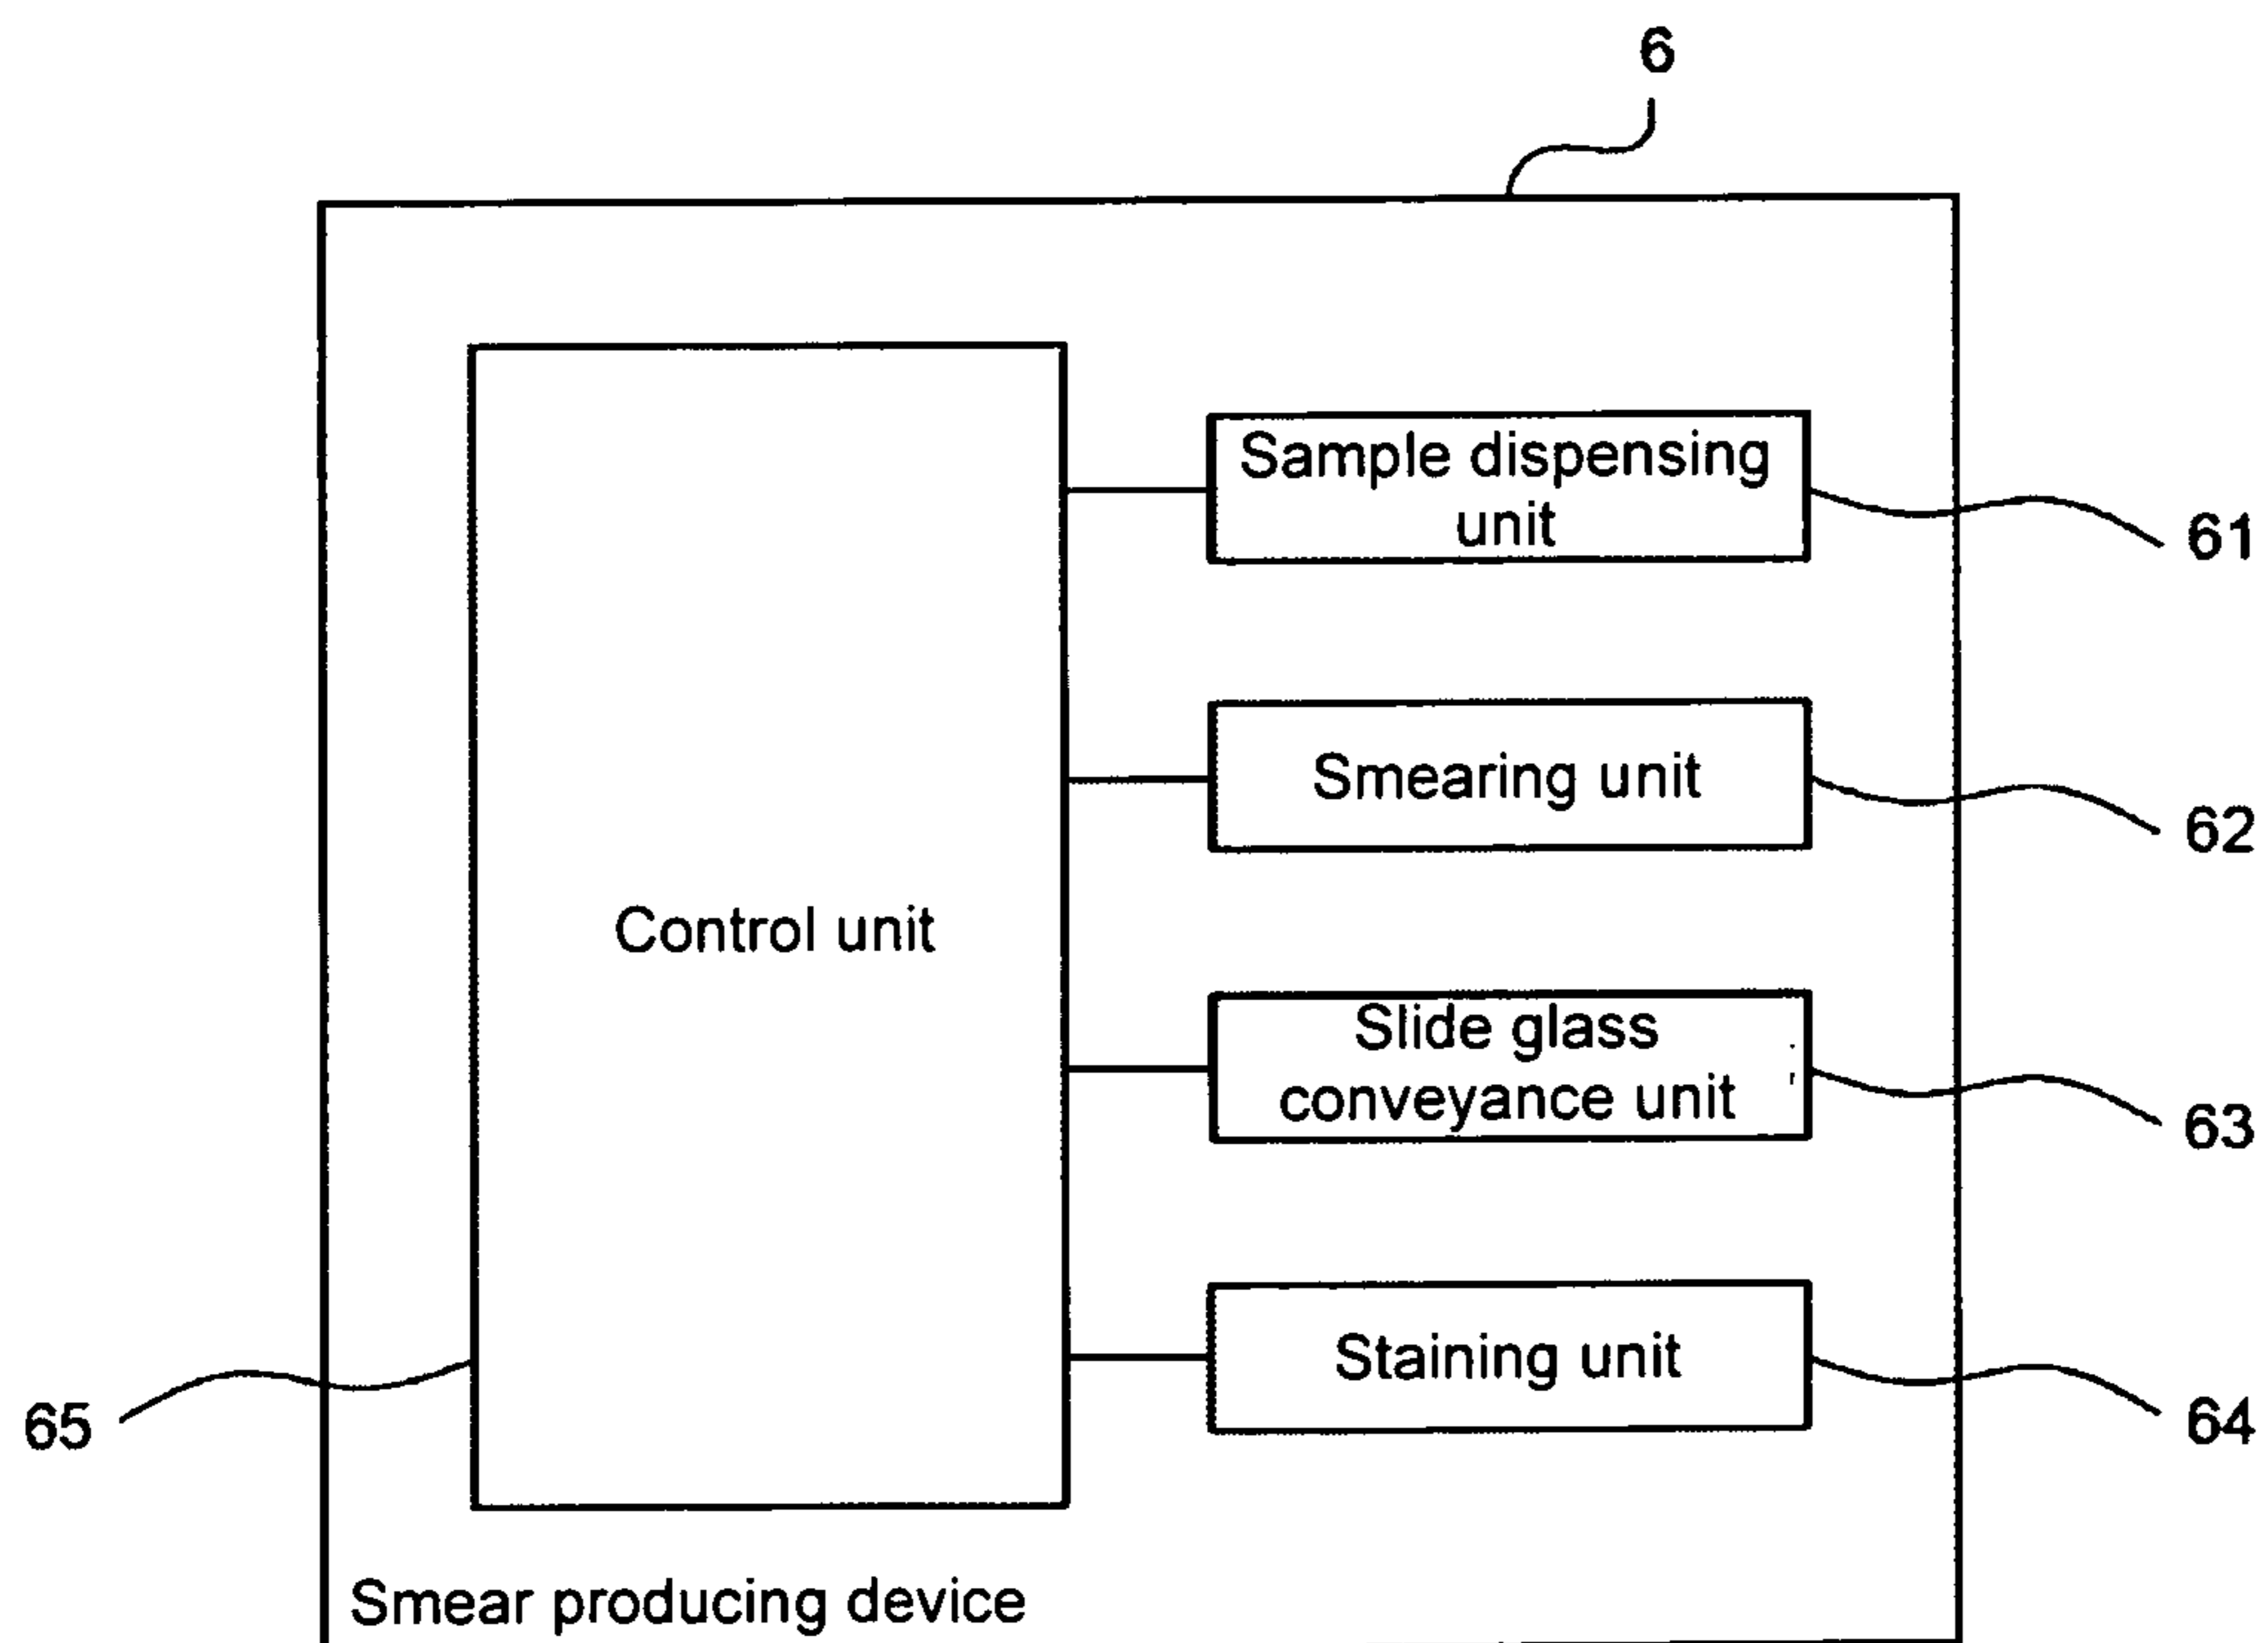 6
Sample dispensing
unit
61
Smearing unit
62
Control unit
Slide glass
conveyance unit
63
Staining unit
64
65
Smear producing device